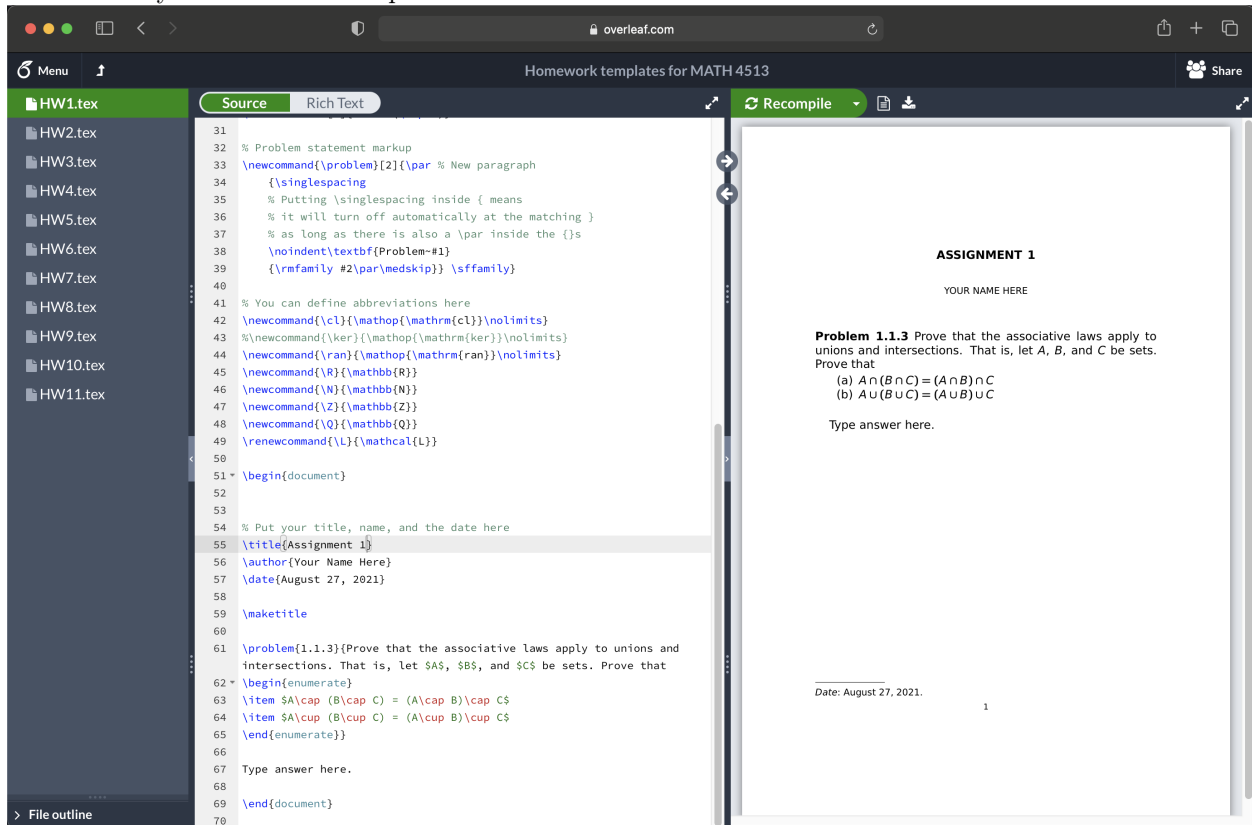 overleaf.com
Menu
Homework templates for MATH 4513
Share
HW1.tex
HW2.tex
HW3.tex
HW4.tex
HW5.tex
HW6.tex
HW7.tex
HW8.tex
HW9.tex
HW10.tex
HW11.tex
File outline
Source Rich Text
31
32 % Problem statement markup
33 \newcommand{\problem}[2]{\par % New paragraph
34 {\singlespacing
35 % Putting \singlespacing inside { means
36 % it will turn off automatically at the matching }
37 % as long as there is also a \par inside the {}s
38 \noindent\textbf{Problem~#1}
39 {\rmfamily #2\par\medskip}} \sffamily}
40
41 % You can define abbreviations here
42 \newcommand{\cl}{\mathop{\mathrm{cl}}\nolimits}
43 %\newcommand{\ker}{\mathop{\mathrm{ker}}\nolimits}
44 \newcommand{\ran}{\mathop{\mathrm{ran}}\nolimits}
45 \newcommand{\R}{\mathbb{R}}
46 \newcommand{\N}{\mathbb{N}}
47 \newcommand{\Z}{\mathbb{Z}}
48 \newcommand{\Q}{\mathbb{Q}}
49 \renewcommand{\L}{\mathcal{L}}
50
51 \begin{document}
52
53
54 % Put your title, name, and the date here
55 \title{Assignment 1}
56 \author{Your Name Here}
57 \date{August 27, 2021}
58
59 \maketitle
60
61 \problem{1.1.3}{Prove that the associative laws apply to unions and
intersections. That is, let $A$, $B$, and $C$ be sets. Prove that
62 \begin{enumerate}
63 \item $A\cap (B\cap C) = (A\cap B)\cap C$
64 \item $A\cup (B\cup C) = (A\cup B)\cup C$
65 \end{enumerate}}
66
67 Type answer here.
68
69 \end{document}
70
Recompile
ASSIGNMENT 1
YOUR NAME HERE
Problem 1.1.3 Prove that the associative laws apply to
unions and intersections. That is, let A, B, and C be sets.
Prove that
(a) A∩(B∩C)=(A∩B)∩C
(b) A∪(B∪C)=(A∪B)∪C
Type answer here.
Date: August 27, 2021.
1